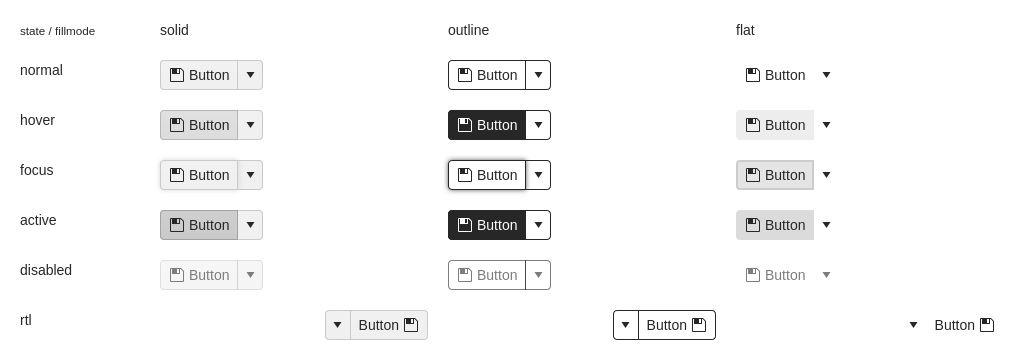 state / fillmode solid outline flat
normal Button Button Button
hover Button Button Button
focus Button Button Button
active Button Button Button
disabled Button Button Button
rtl Button Button Button